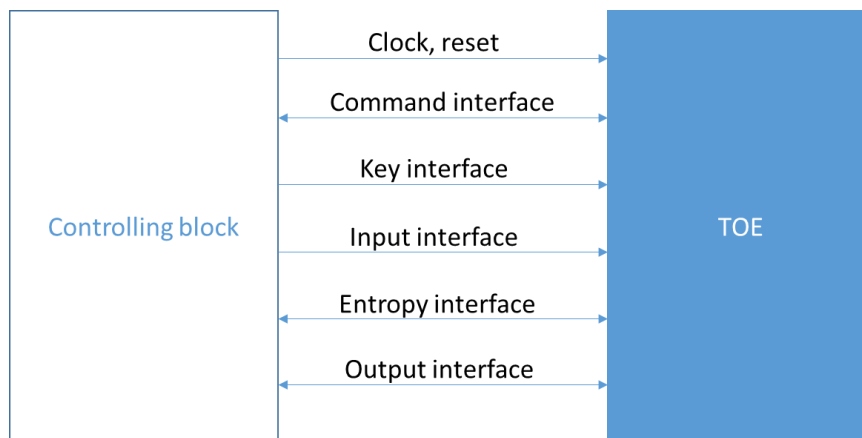 Clock, reset
Command interface
Key interface
Controlling block
TOE
Input interface
Entropy interface
Output interface